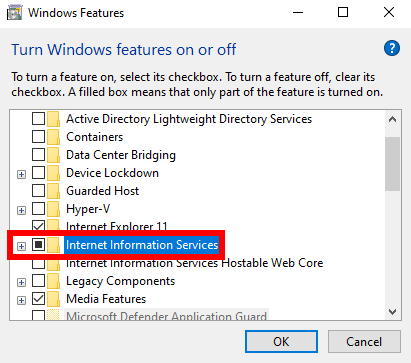 Windows Features
Turn Windows features on or off
?
To turn a feature on, select its checkbox. To turn a feature off, clear its
checkbox. A filled box means that only part of the feature is turned on.
Active Directory Lightweight Directory Services
Containers
Data Center Bridging
Device Lockdown
Guarded Host
Hyper-V
Internet Explorer 11
Internet Information Services
Internet Information Services Hostable Web Core
Legacy Components
Media Features
Microsoft Defender Application Guard
OK
Cancel